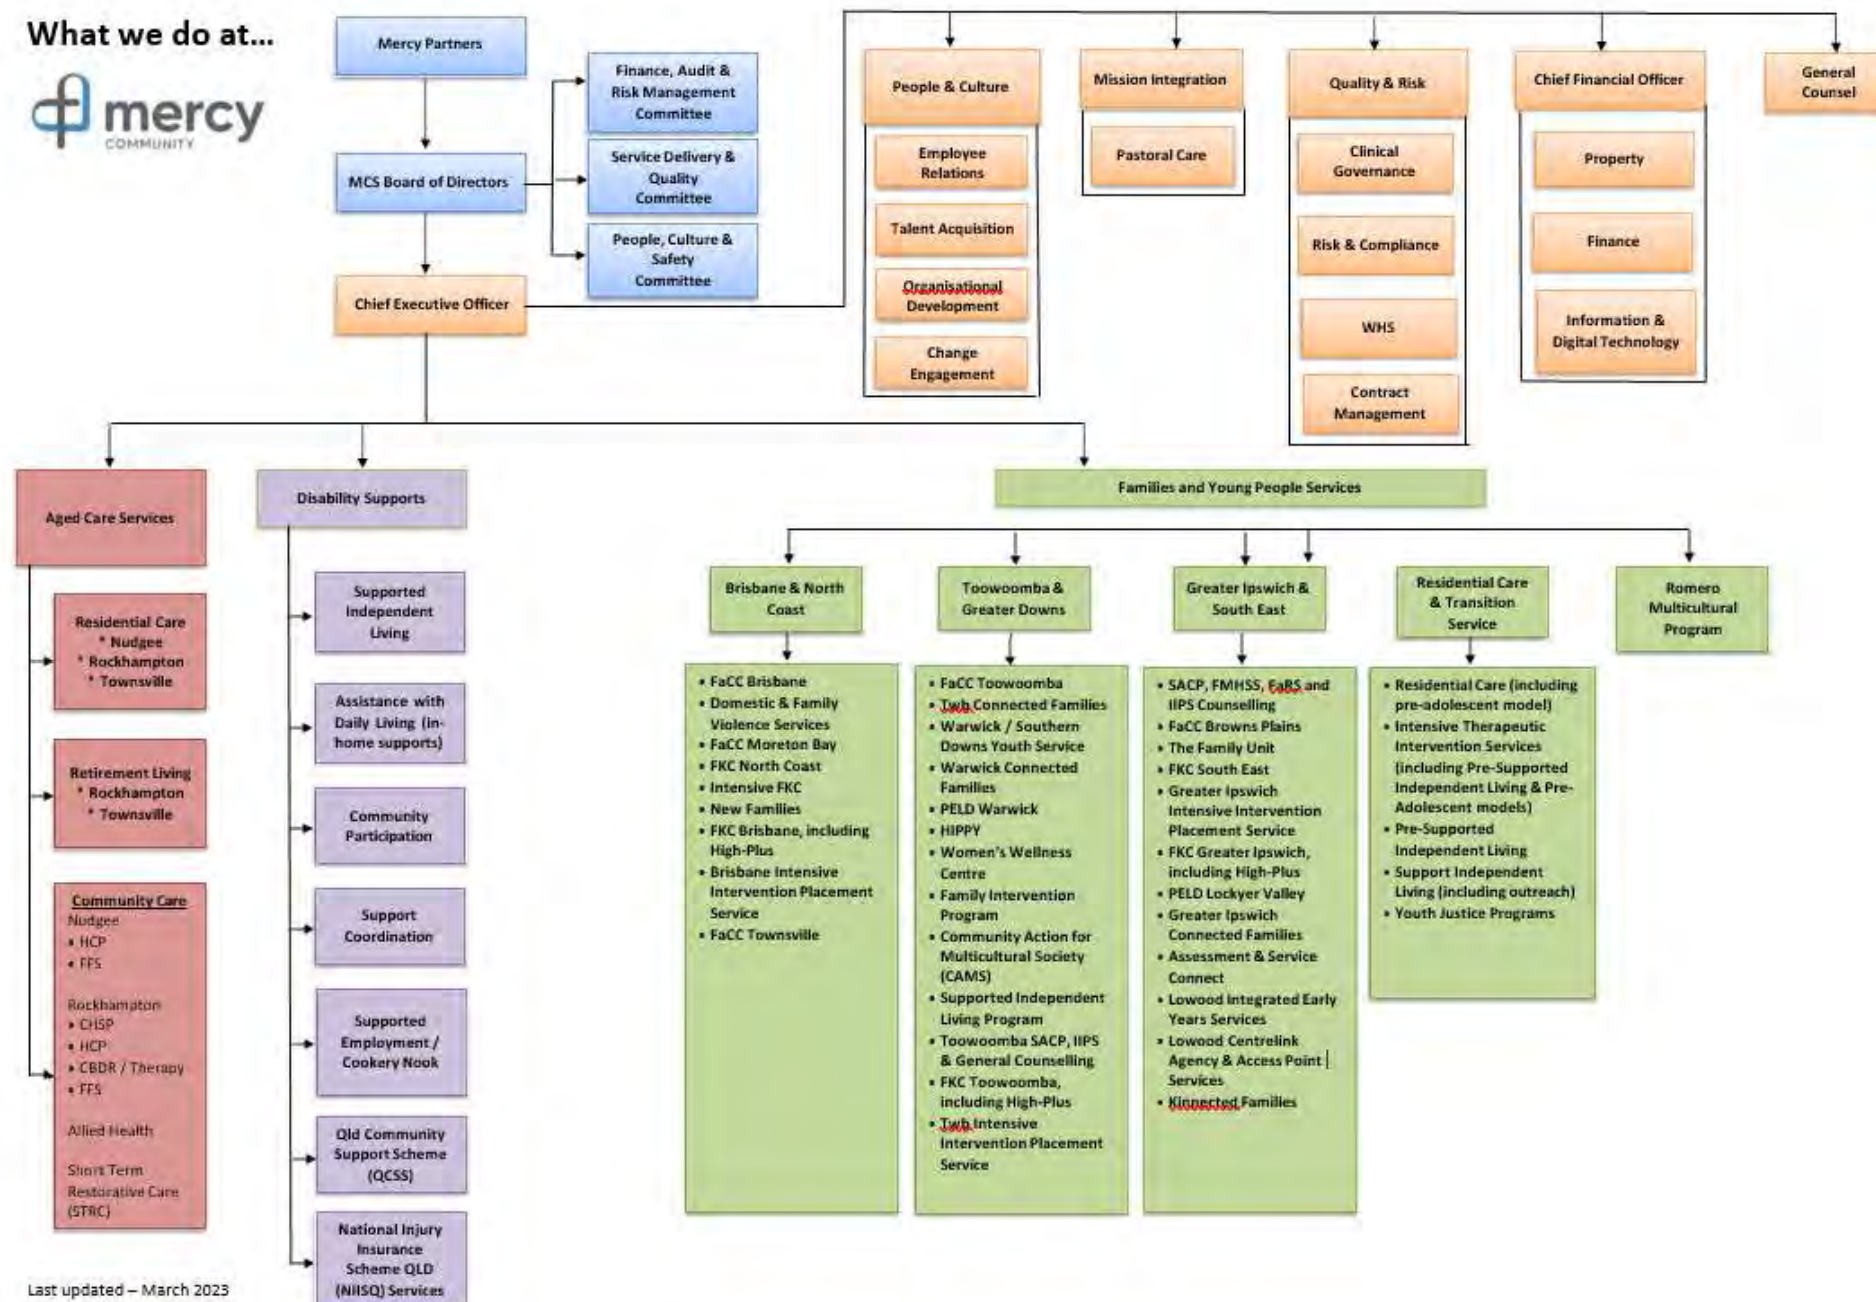 What we do at...
mercy
COMMUNITY
Mercy Partners
MCS Board of Directors
Chief Executive Officer
Finance, Audit &
Risk Management
Committee
Service Delivery &
Quality
Committee
People, Culture &
Safety
Committee
People & Culture
Employee
Relations
Talent Acquisition
Organisational
Development
Change
Engagement
Mission Integration
Pastoral Care
Quality & Risk
Clinical
Governance
Risk & Compliance
WHS
Contract
Management
Chief Financial Officer
Property
Finance
Information &
Digital Technology
General
Counsel
Aged Care Services
Residential Care
* Nudgee
* Rockhampton
* Townsville
Retirement Living
* Rockhampton
* Townsville
Community Care
Nudgee
• HCP
• FFS
Rockhampton
• CHSP
• HCP
• CBDR / Therapy
• FFS
Allied Health
Short Term
Restorative Care
(STRC)
Disability Supports
Supported
Independent
Living
Assistance with
Daily Living (in-
home supports)
Community
Participation
Support
Coordination
Supported
Employment /
Cookery Nook
Qld Community
Support Scheme
(QCSS)
National Injury
Insurance
Scheme QLD
(NIISQ) Services
Families and Young People Services
Brisbane & North
Coast
• FaCC Brisbane
• Domestic & Family
Violence Services
• FaCC Moreton Bay
• FKC North Coast
• Intensive FKC
• New Families
• FKC Brisbane, including
High-Plus
• Brisbane Intensive
Intervention Placement
Service
• FaCC Townsville
Toowoomba &
Greater Downs
• FaCC Toowoomba
• Twb Connected Families
• Warwick / Southern
Downs Youth Service
• Warwick Connected
Families
• PELD Warwick
• HIPPY
• Women's Wellness
Centre
• Family Intervention
Program
• Community Action for
Multicultural Society
(CAMS)
• Supported Independent
Living Program
• Toowoomba SACP, IIPS
& General Counselling
• FKC Toowoomba,
including High-Plus
• Twb Intensive
Intervention Placement
Service
Greater Ipswich &
South East
• SACP, FMHSS, FaRS and
IIPS Counselling
• FaCC Browns Plains
• The Family Unit
• FKC South East
• Greater Ipswich
Intensive Intervention
Placement Service
• FKC Greater Ipswich,
including High-Plus
• PELD Lockyer Valley
• Greater Ipswich
Connected Families
• Assessment & Service
Connect
• Lowood Integrated Early
Years Services
• Lowood Centrelink
Agency & Access Point
Services
• Kinnected Families
Residential Care
& Transition
Service
• Residential Care (including
pre-adolescent model)
• Intensive Therapeutic
Intervention Services
(including Pre-Supported
Independent Living & Pre-
Adolescent models)
• Pre-Supported
Independent Living
• Support Independent
Living (including outreach)
• Youth Justice Programs
Romero
Multicultural
Program
Last updated – March 2023